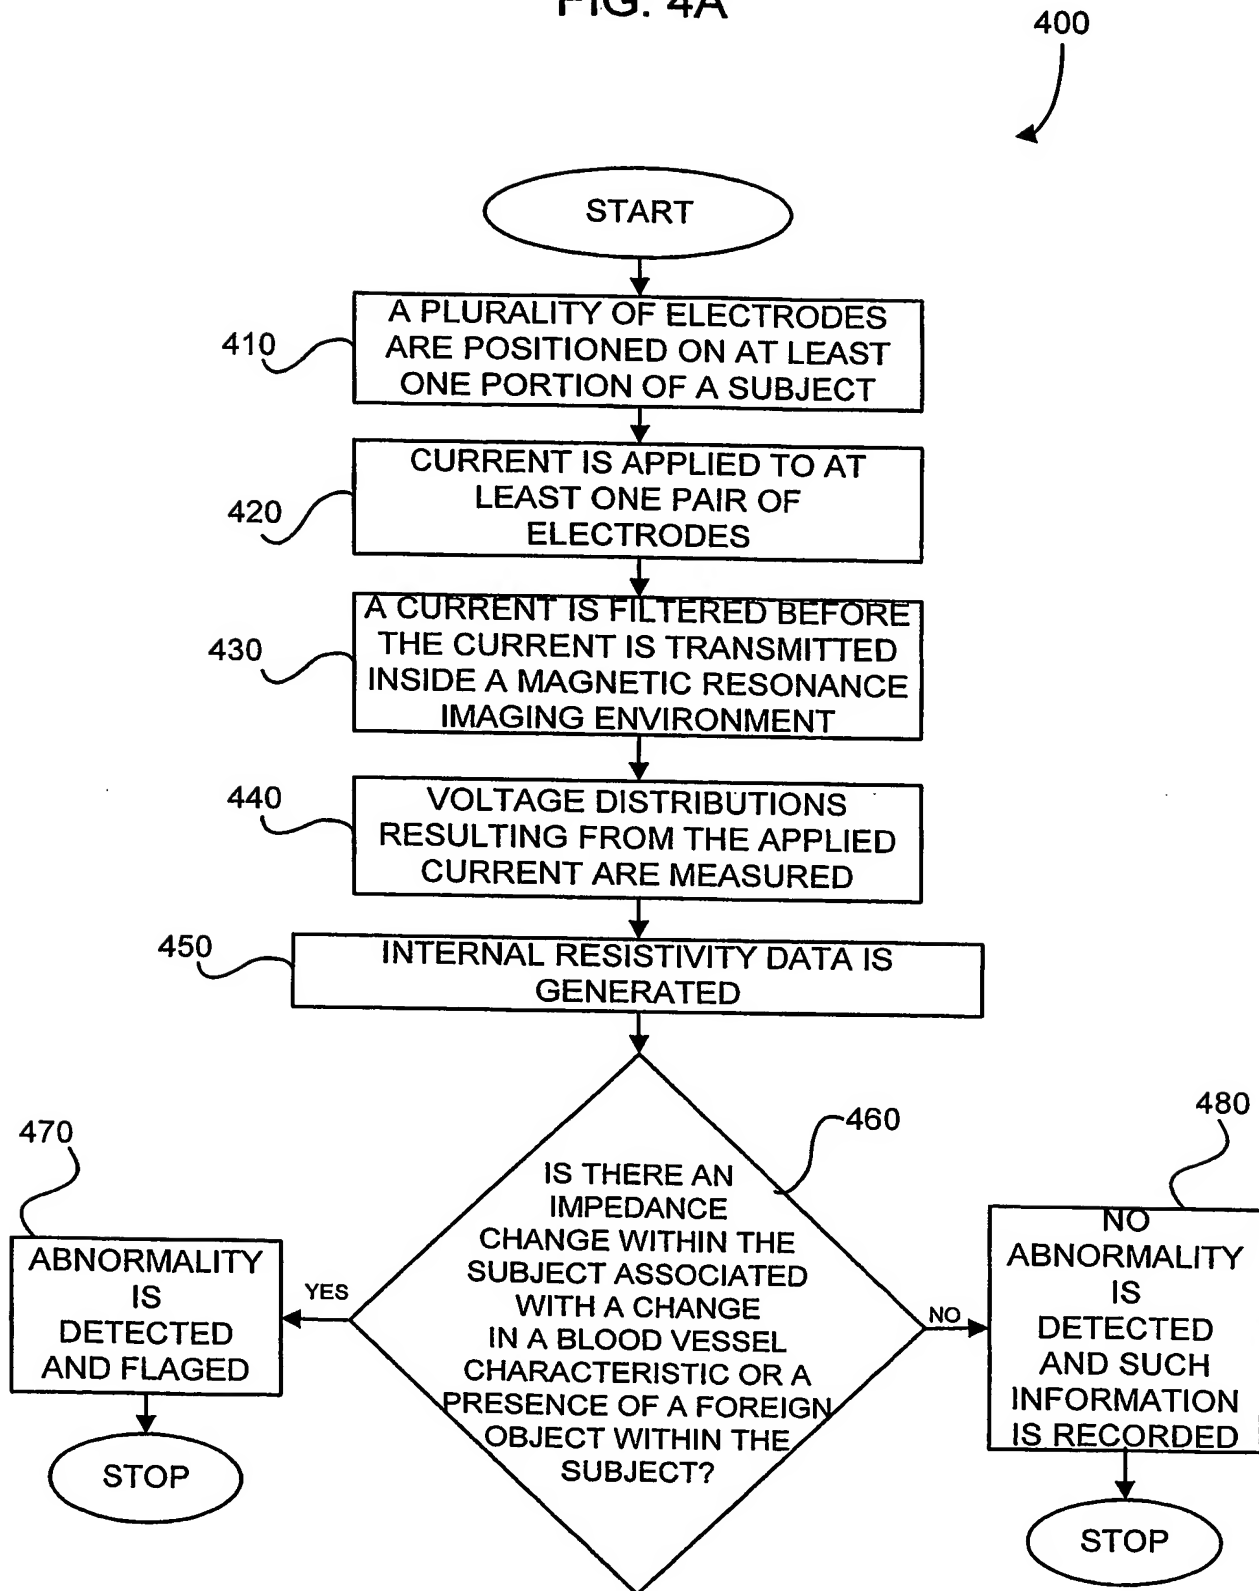 FIG. 4A
400
START
410
A PLURALITY OF ELECTRODES
ARE POSITIONED ON AT LEAST
ONE PORTION OF A SUBJECT
420
CURRENT IS APPLIED TO AT
LEAST ONE PAIR OF
ELECTRODES
430
A CURRENT IS FILTERED BEFORE
THE CURRENT IS TRANSMITTED
INSIDE A MAGNETIC RESONANCE
IMAGING ENVIRONMENT
440
VOLTAGE DISTRIBUTIONS
RESULTING FROM THE APPLIED
CURRENT ARE MEASURED
450
INTERNAL RESISTIVITY DATA IS
GENERATED
460
IS THERE AN
IMPEDANCE
CHANGE WITHIN THE
SUBJECT ASSOCIATED
WITH A CHANGE
IN A BLOOD VESSEL
CHARACTERISTIC OR A
PRESENCE OF A FOREIGN
OBJECT WITHIN THE
SUBJECT?
YES
470
ABNORMALITY
IS
DETECTED
AND FLAGED
STOP
NO
480
NO
ABNORMALITY
IS
DETECTED
AND SUCH
INFORMATION
IS RECORDED
STOP